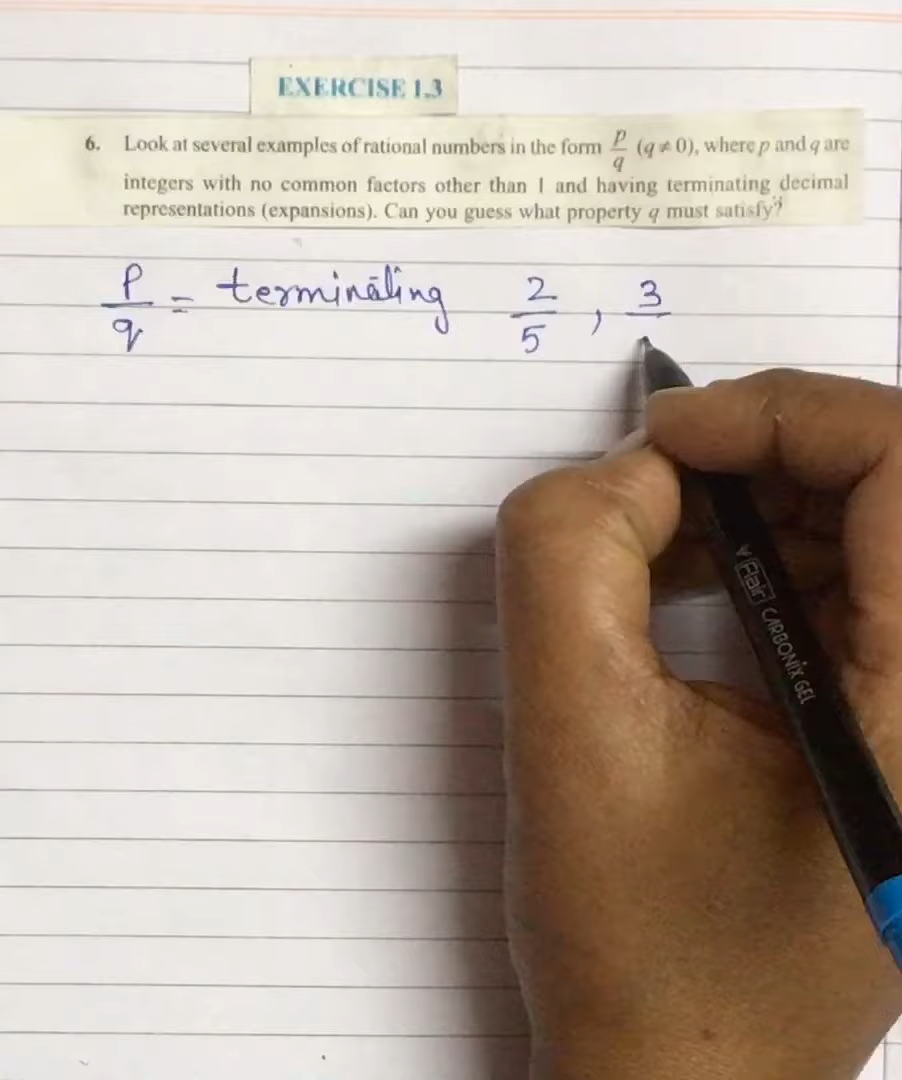 EXERCISE 1.3
6. Look at several examples of rational numbers in the form p/q (q ≠ 0), where p and q are
integers with no common factors other than 1 and having terminating decimal
representations (expansions). Can you guess what property q must satisfy?
p/q = terminating 2/5 , 3/
Flair CARBONIX GEL